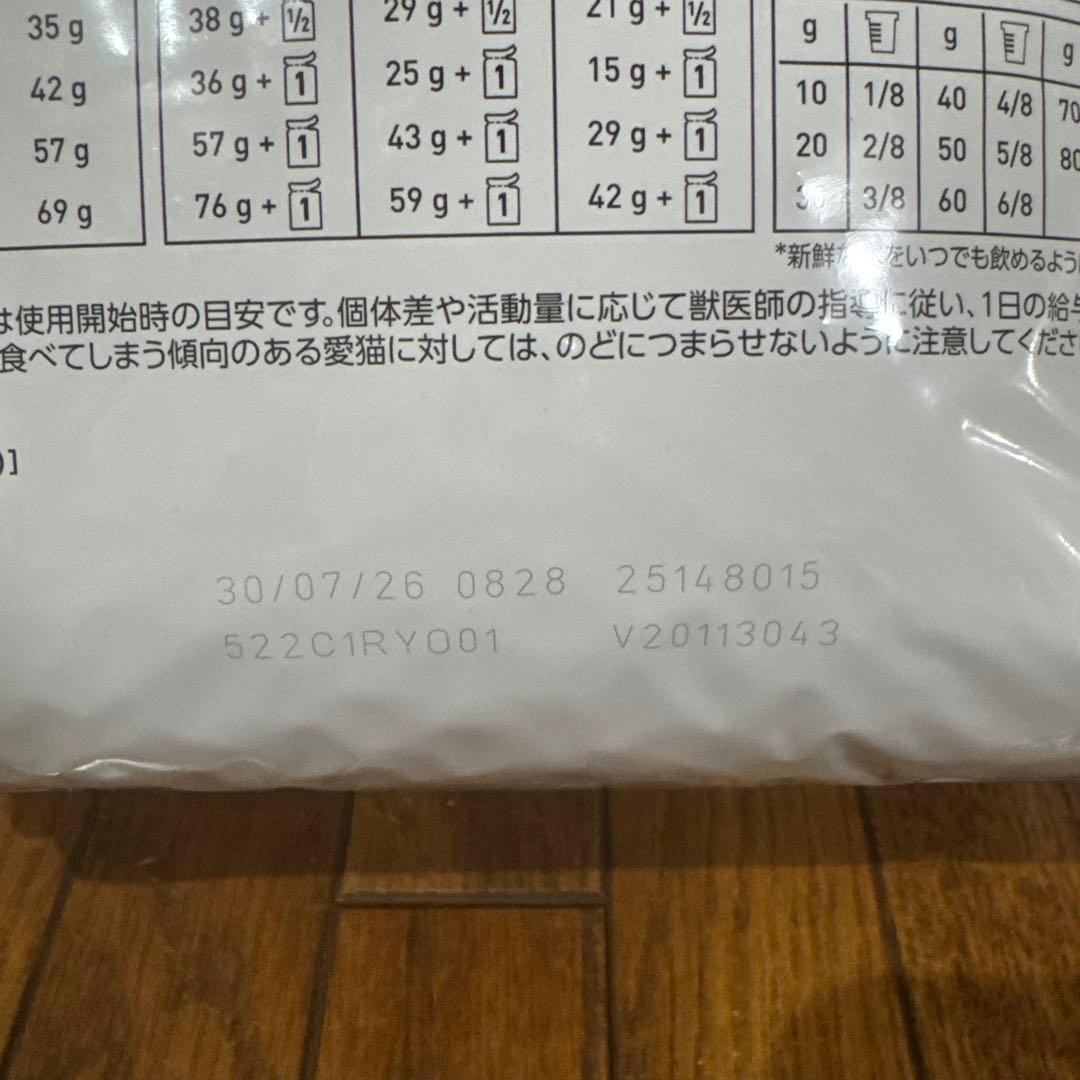 35 g 38 g + 1/2 29 g + 1/2 21 g + 1/2 g g g
42 g 36 g + 1 25 g + 1 15 g + 1 10 1/8 40 4/8 70
57 g 57 g + 1 43 g + 1 29 g + 1 20 2/8 50 5/8 80
69 g 76 g + 1 59 g + 1 42 g + 1 30 3/8 60 6/8
*新鮮 をいつでも飲めるよう
は使用開始時の目安です。個体差や活動量に応じて獣医師の指導に従い、1日の給与
食べてしまう傾向のある愛猫に対しては、のどにつまらせないように注意してくださ
)]
30/07/26 0828 25148015
522C1RY001 V20113043